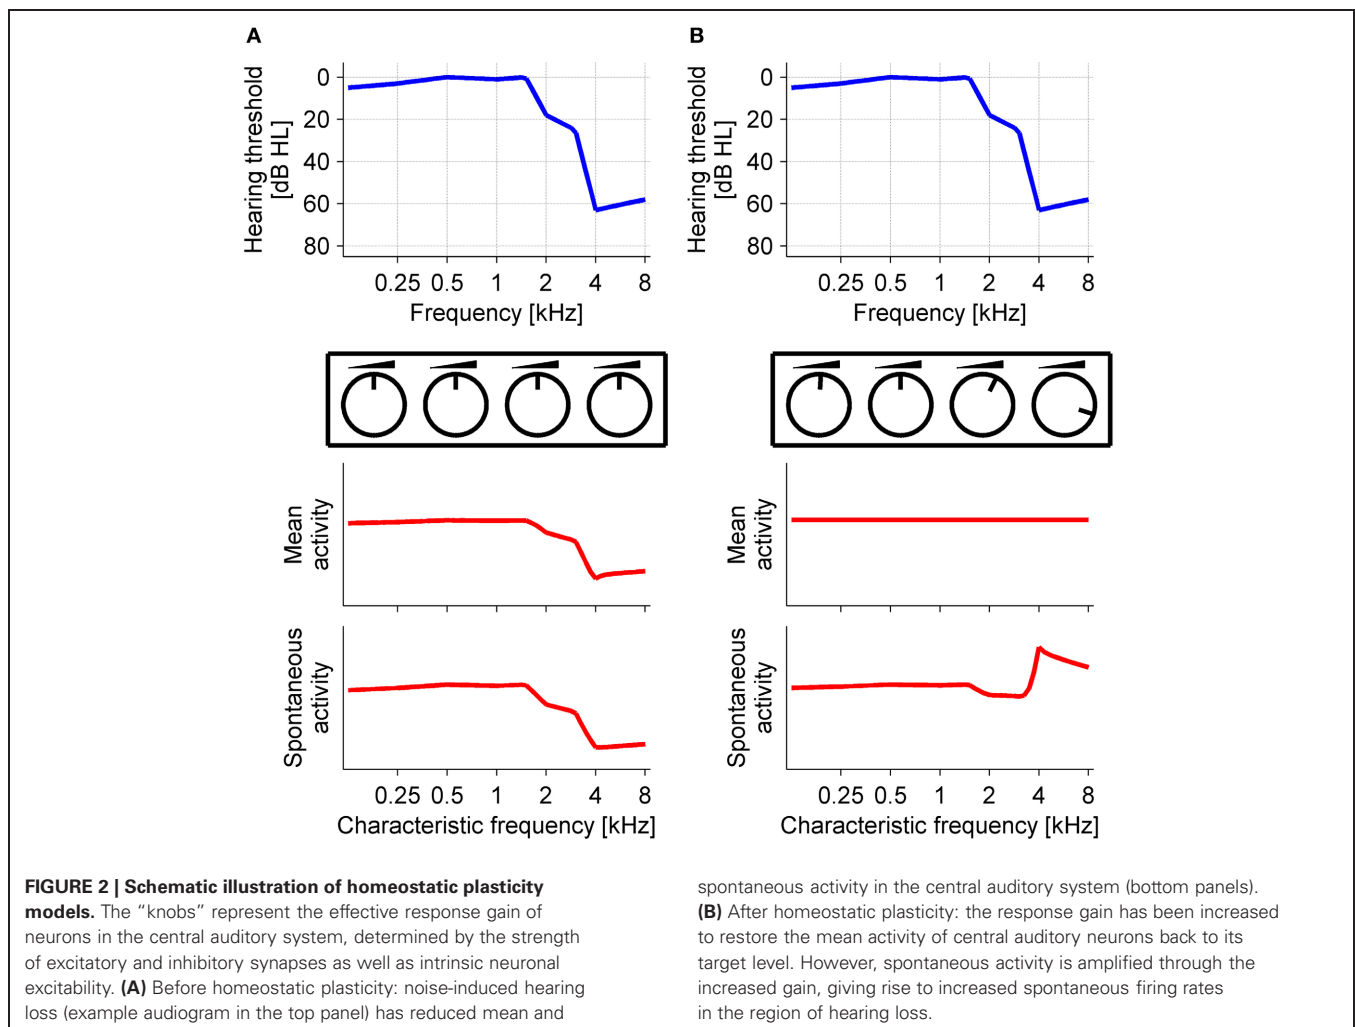 A
B
Hearing threshold
[dB HL]
0
20
40
60
80
0.25 0.5 1 2 4 8
Frequency [kHz]
Hearing threshold
[dB HL]
0
20
40
60
80
0.25 0.5 1 2 4 8
Frequency [kHz]
Mean
activity
Mean
activity
Spontaneous
activity
0.25 0.5 1 2 4 8
Characteristic frequency [kHz]
Spontaneous
activity
0.25 0.5 1 2 4 8
Characteristic frequency [kHz]
FIGURE 2 | Schematic illustration of homeostatic plasticity
models. The “knobs” represent the effective response gain of
neurons in the central auditory system, determined by the strength
of excitatory and inhibitory synapses as well as intrinsic neuronal
excitability. (A) Before homeostatic plasticity: noise-induced hearing
loss (example audiogram in the top panel) has reduced mean and
spontaneous activity in the central auditory system (bottom panels).
(B) After homeostatic plasticity: the response gain has been increased
to restore the mean activity of central auditory neurons back to its
target level. However, spontaneous activity is amplified through the
increased gain, giving rise to increased spontaneous firing rates
in the region of hearing loss.